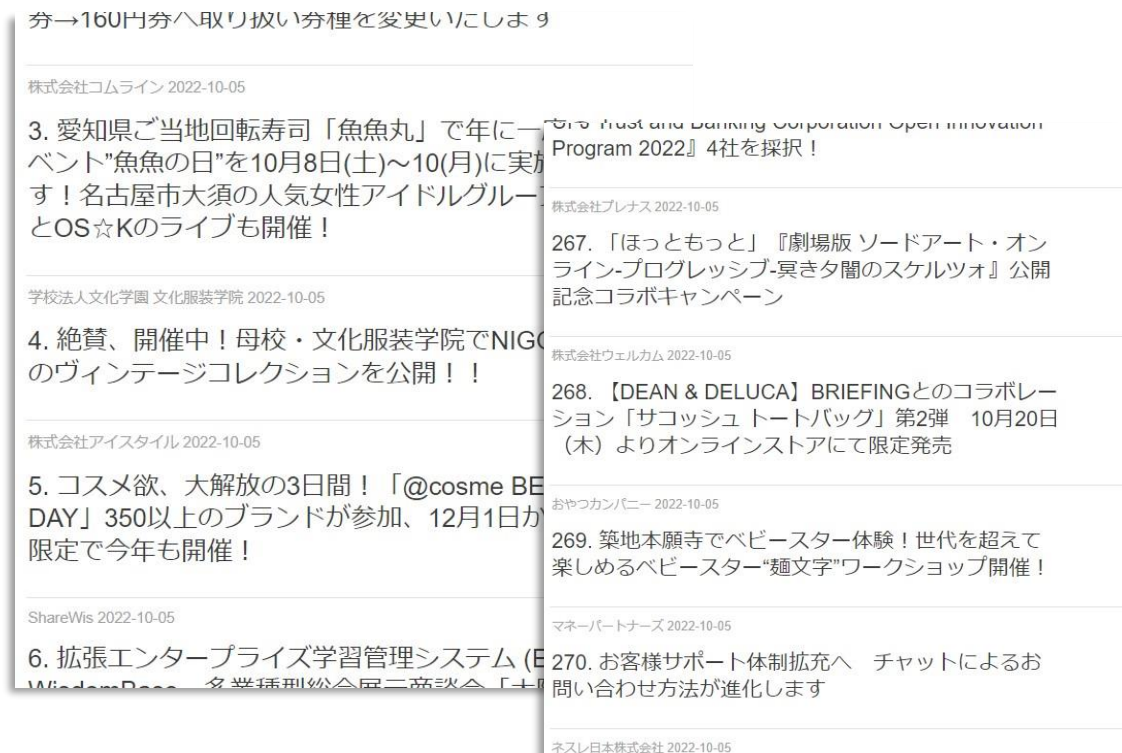 券→160円券へ取り扱い券種を変更いたします
株式会社コムライン 2022-10-05
3. 愛知県ご当地回転寿司「魚魚丸」で年に一
ベント”魚魚の日”を10月8日(土)～10(月)に実施
す！名古屋市大須の人気女性アイドルグルー
とOS☆Kのライブも開催！
学校法人文化学園 文化服装学院 2022-10-05
4. 絶賛、開催中！母校・文化服装学院でNIGO
のヴィンテージコレクションを公開！！
株式会社アイスタイル 2022-10-05
5. コスメ欲、大解放の3日間！「@cosme BE
DAY」350以上のブランドが参加、12月1日か
限定で今年も開催！
ShareWis 2022-10-05
6. 拡張エンタープライズ学習管理システム (E
WisdomBase、多業種型総合展示商談会「大阪
Trust and Banking Corporation Open Innovation
Program 2022』4社を採択！
株式会社プレナス 2022-10-05
267. 「ほっともっと」『劇場版 ソードアート・オン
ライン-プログレッシブ-冥き夕闇のスケルツォ』公開
記念コラボキャンペーン
株式会社ウェルカム 2022-10-05
268. 【DEAN & DELUCA】BRIEFINGとのコラボレー
ション「サコッシュ トートバッグ」第2弾　10月20日
（木）よりオンラインストアにて限定発売
おやつカンパニー 2022-10-05
269. 築地本願寺でベビースター体験！世代を超えて
楽しめるベビースター“麺文字”ワークショップ開催！
マネーパートナーズ 2022-10-05
270. お客様サポート体制拡充へ　チャットによるお
問い合わせ方法が進化します
ネスレ日本株式会社 2022-10-05